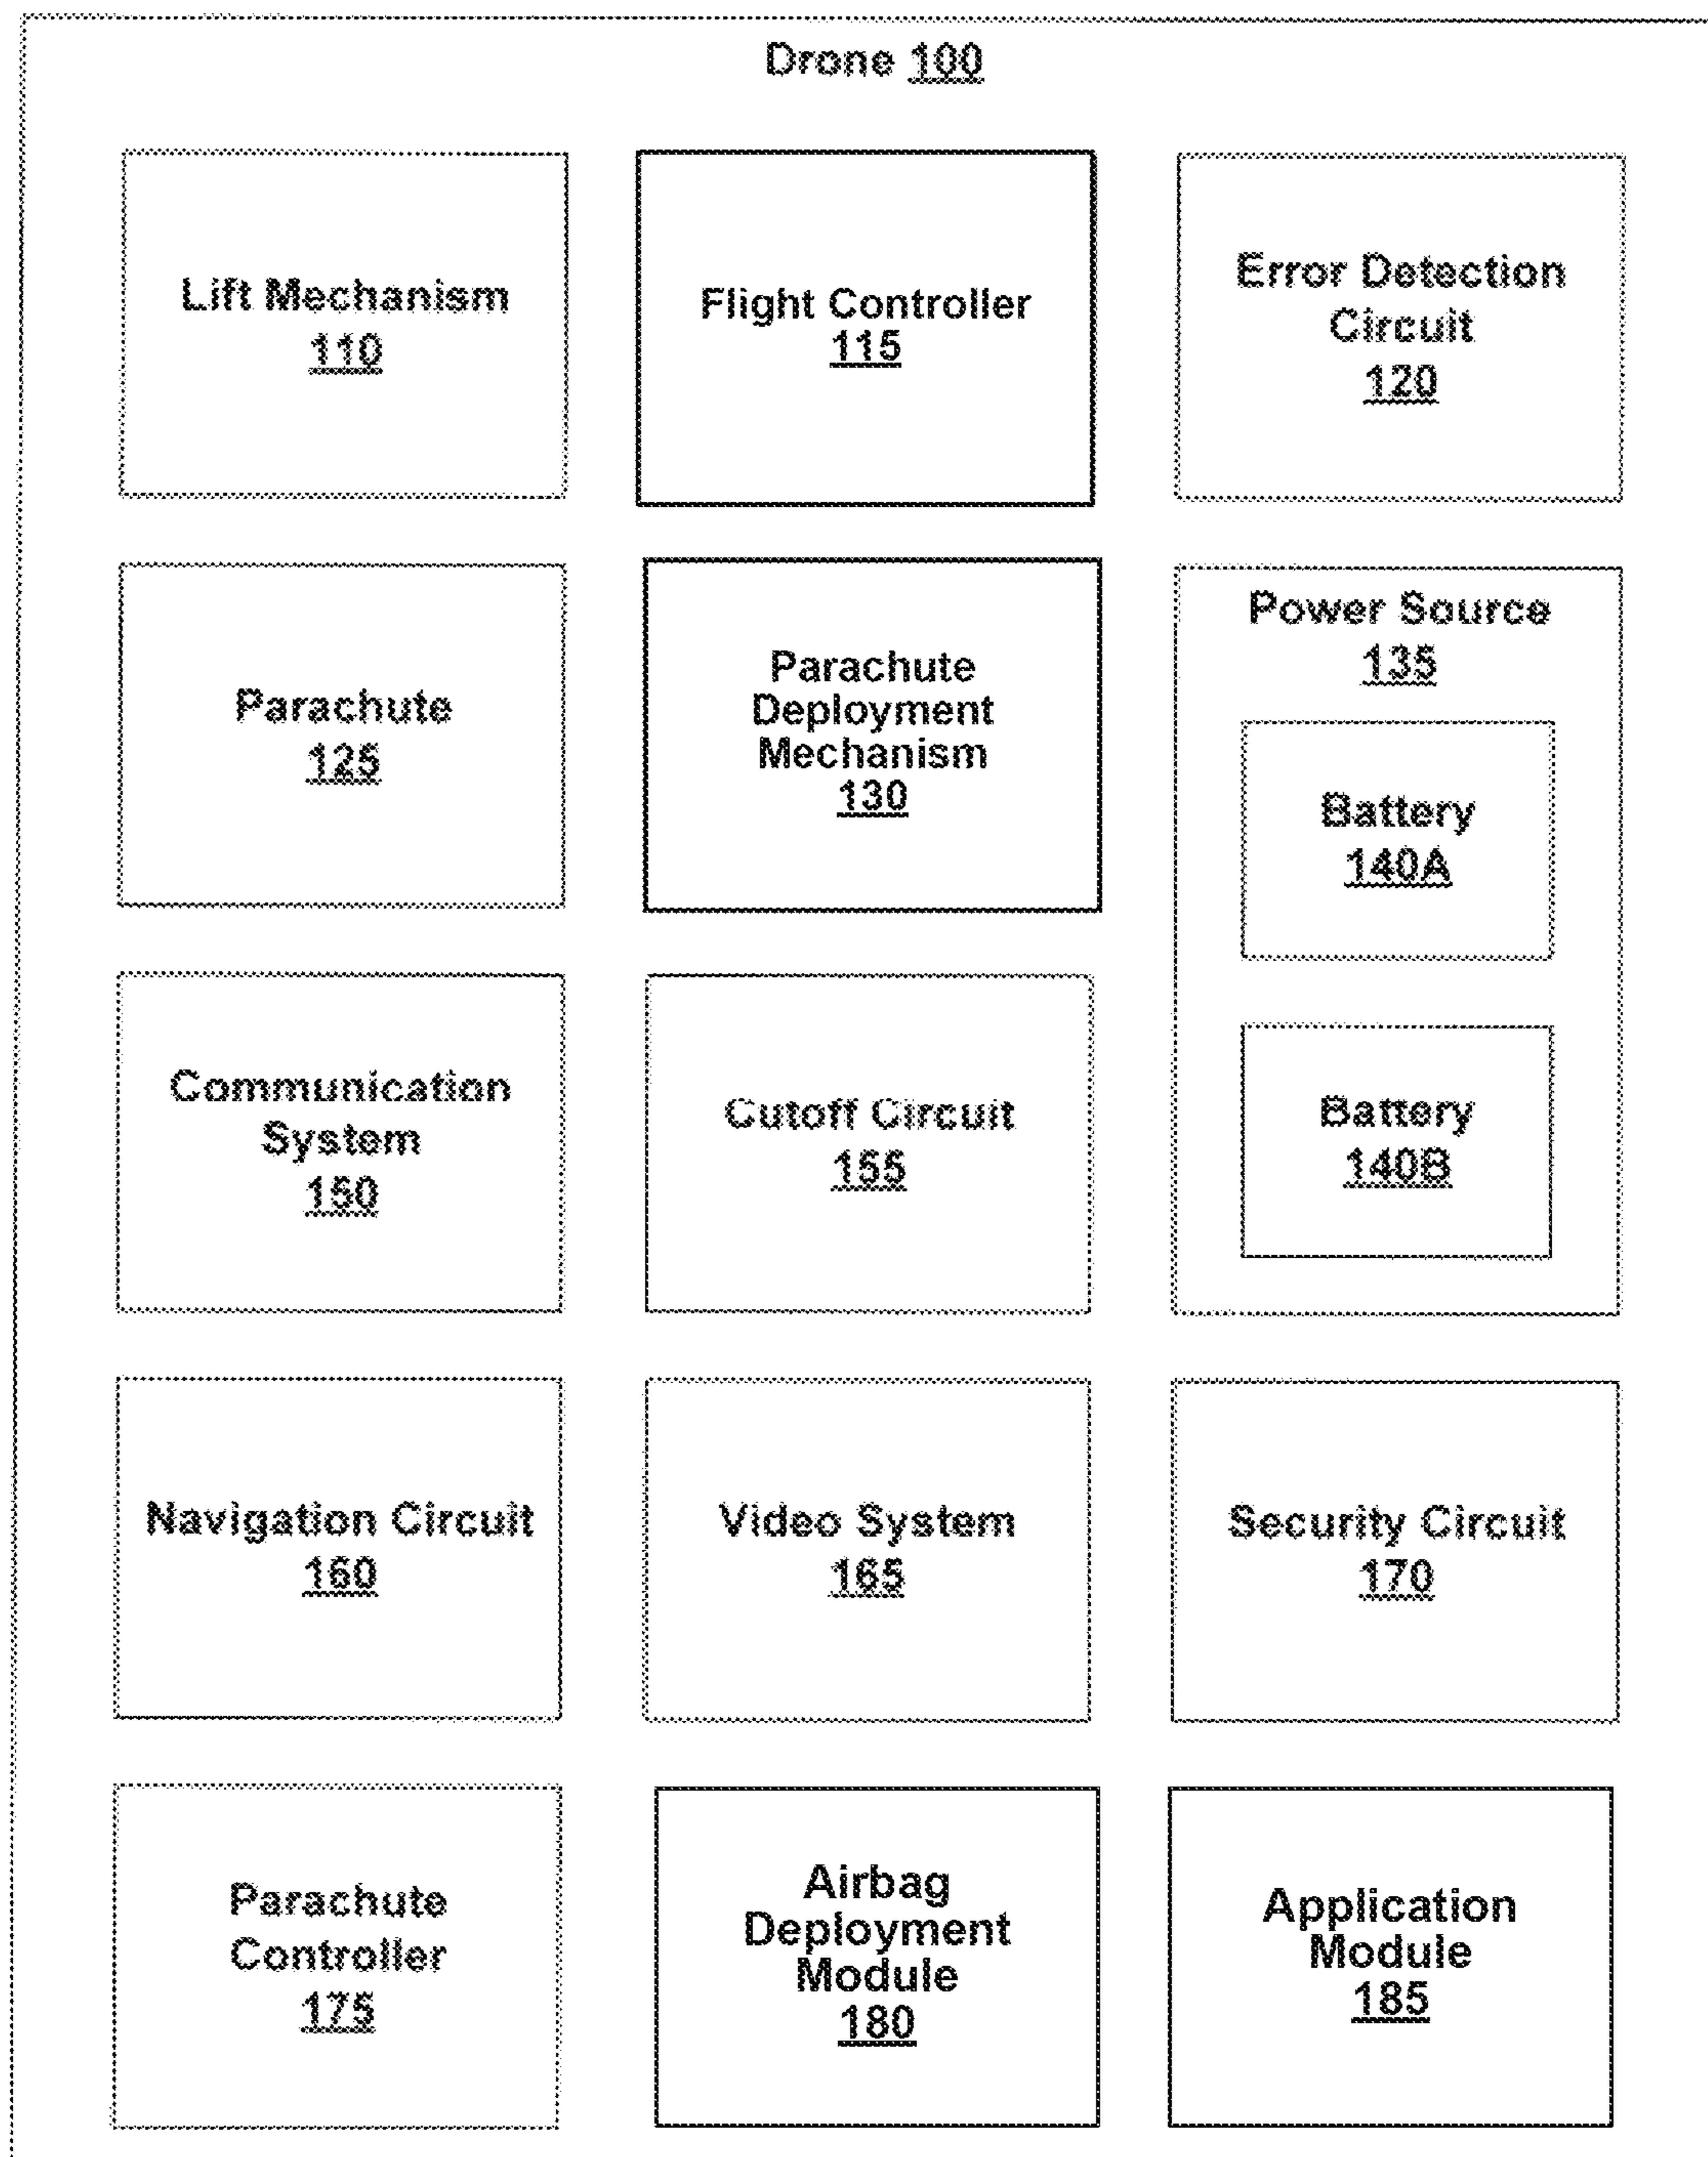 Drone 100
Lift Mechanism
110
Flight Controller
115
Error Detection
Circuit
120
Parachute
125
Parachute
Deployment
Mechanism
130
Power Source
135
Battery
140A
Battery
140B
Communication
System
150
Cutoff Circuit
155
Navigation Circuit
160
Video System
165
Security Circuit
170
Parachute
Controller
175
Airbag
Deployment
Module
180
Application
Module
185